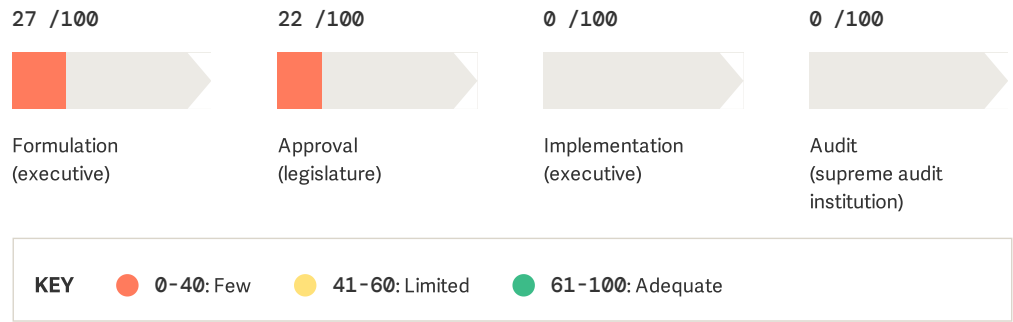 27 /100
22 /100
0 /100
0 /100
Formulation
(executive)
Approval
(legislature)
Implementation
(executive)
Audit
(supreme audit
institution)
KEY
0-40: Few
41-60: Limited
61-100: Adequate